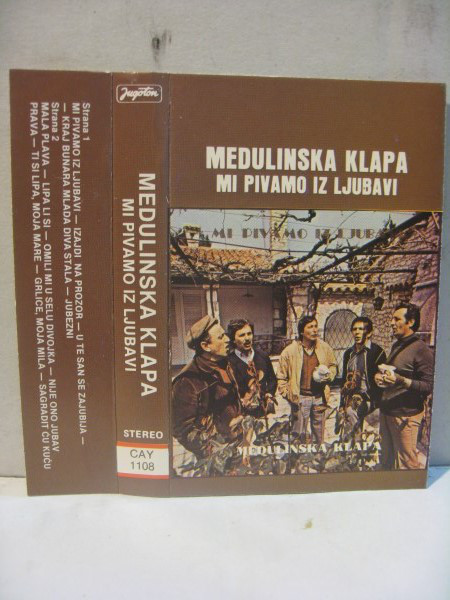 Strana 1
MI PIVAMO IZ LJUBAVI — IZAJDI NA PROZOR — U TE SAN SE ZAJUBIJA —
— KRAJ BUNARA MLADA DIVA STALA — JUBEZNI
Strana 2
MALA PLAVA — LIPA LI SI — OMILI MI U SELU DIVOJKA — NIJE ONO JUBAV
PRAVA — TI SI LIPA, MOJA MARE — GRLICE, MOJA MILA — SAGRADIT ĆU KUĆU
Jugoton
MEDULINSKA KLAPA
MI PIVAMO IZ LJUBAVI
STEREO
CAY
1108
MEDULINSKA KLAPA
MI PIVAMO IZ LJUBAVI
MI PIVAMO IZ LJUBA
MEDULINSKA KLAPA